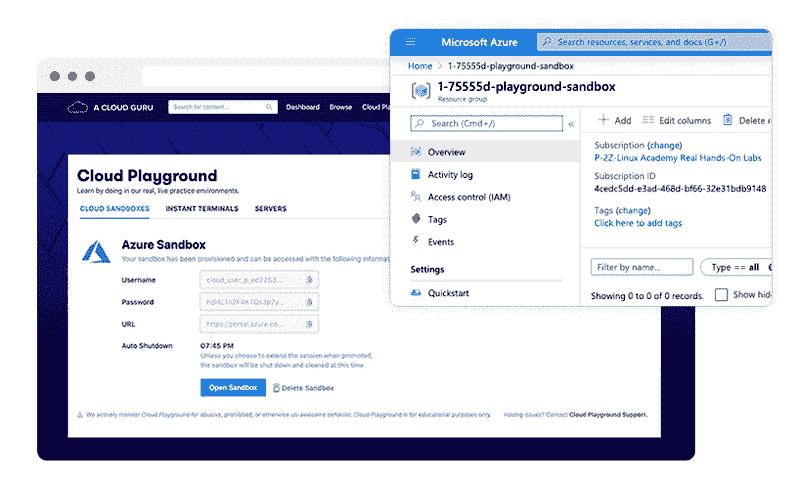 Microsoft Azure
Search resources, services, and docs (G+/)
Home > 1-75555d-playground-sandbox
1-75555d-playground-sandbox
Resource group
Search (Cmd+/)
«
Overview
Activity log
Access control (IAM)
Tags
Events
Settings
Quickstart
Add Edit columns Delete r
Subscription (change)
P-2Z-Linux Academy Real Hands-On Labs
Subscription ID
4cedc5dd-e3ad-468d-bf66-32e31bdb9148
Tags (change)
Click here to add tags
Filter by name...
Type == all
Showing 0 to 0 of 0 records.
Show hid
A CLOUD GURU
Search for content...
Dashboard Browse Cloud Pla
Cloud Playground
Learn by doing in our real, live practice environments.
CLOUD SANDBOXES INSTANT TERMINALS SERVERS
Azure Sandbox
Your sandbox has been provisioned and can be accessed with the following informat
Username cloud_user_p_ed2263...
Password
URL https://portal.azure.co...
Auto Shutdown 07:45 PM
Unless you choose to extend the session when promoted,
the sandbox will be shut down and cleaned at this time.
Open Sandbox Delete Sandbox
We actively monitor Cloud Playground for abusive, prohibited, or otherwise un-awesome behavior. Cloud Playground is for educational purposes only.
Having issues? Contact Cloud Playground Support.